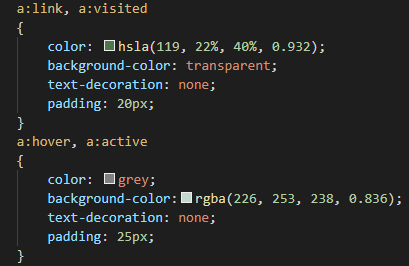 a:link, a:visited
{
    color: hsla(119, 22%, 40%, 0.932);
    background-color: transparent;
    text-decoration: none;
    padding: 20px;
}
a:hover, a:active
{
    color: grey;
    background-color:rgba(226, 253, 238, 0.836);
    text-decoration: none;
    padding: 25px;
}